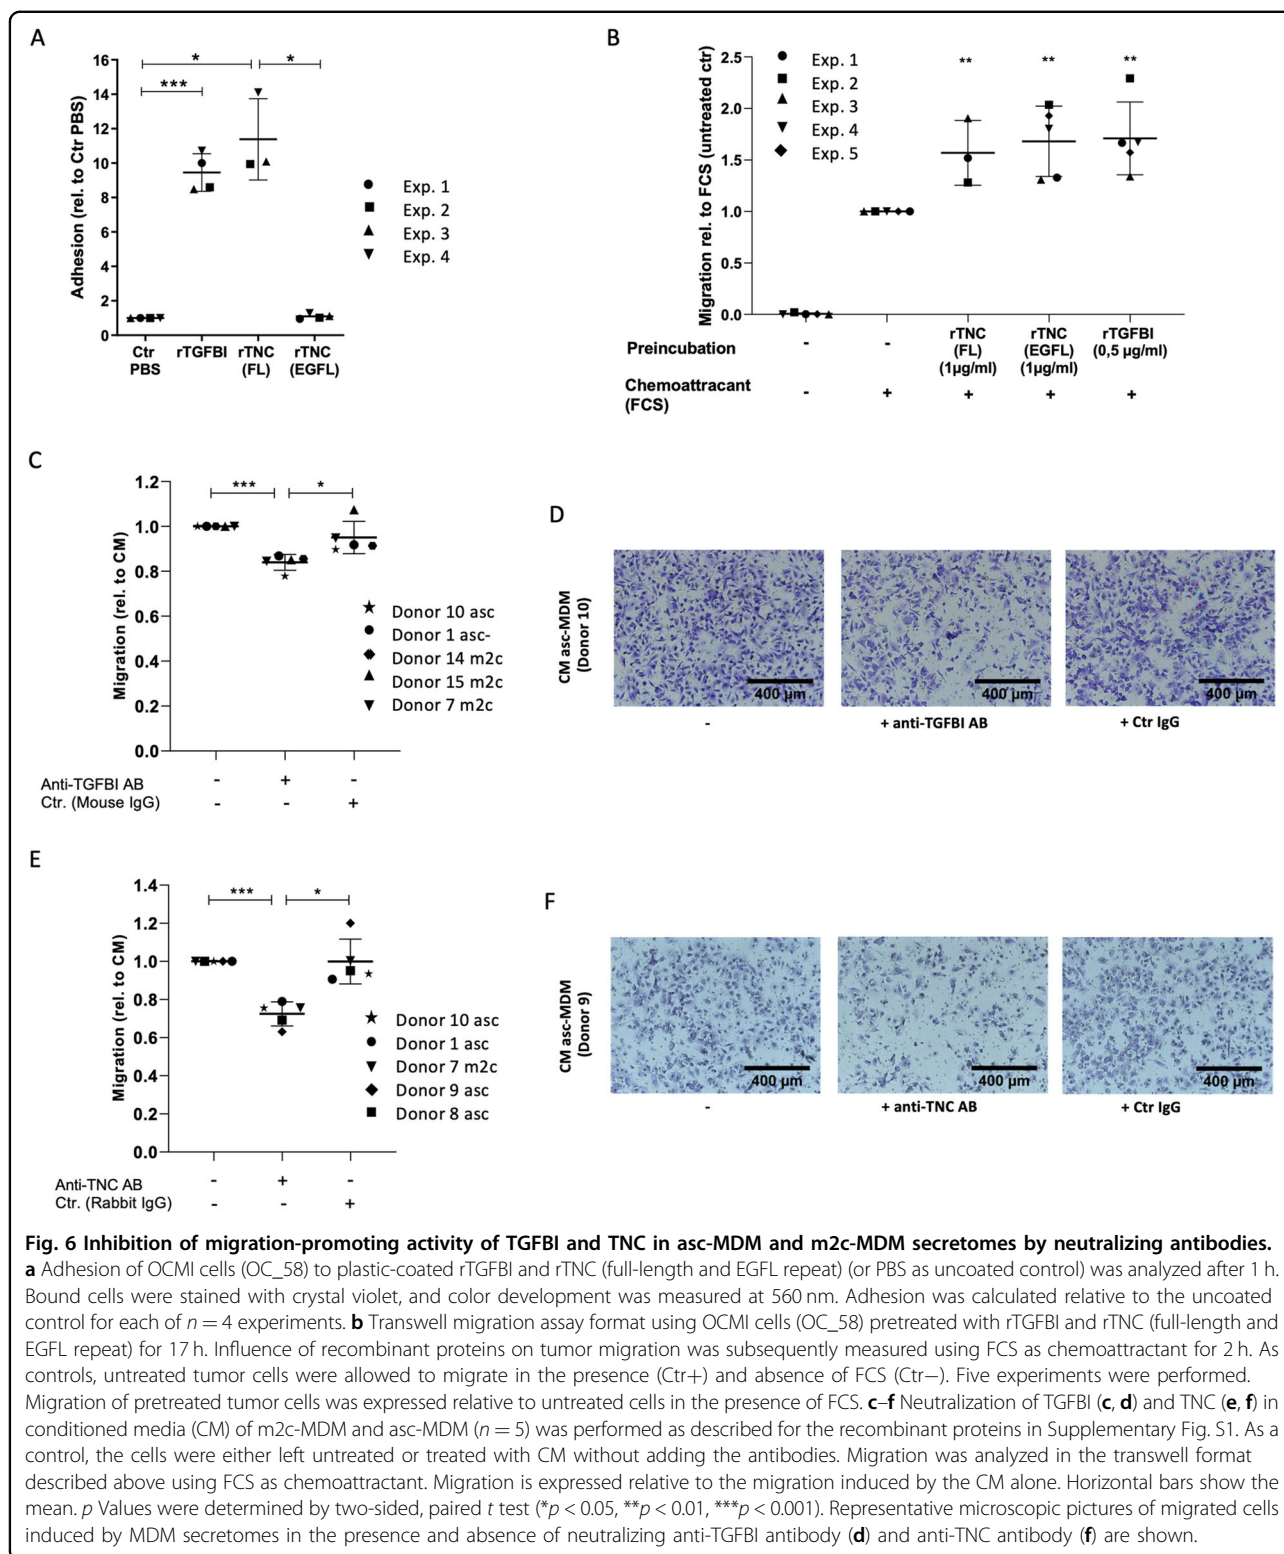 A
Adhesion (rel. to Ctr PBS)
16
14
12
10
8
6
4
2
0
*
*
***
Ctr PBS
rTGFBI
rTNC (FL)
rTNC (EGFL)
Exp. 1
Exp. 2
Exp. 3
Exp. 4
B
Migration rel. to FCS (untreated ctr)
2.5
2.0
1.5
1.0
0.5
0.0
Exp. 1
Exp. 2
Exp. 3
Exp. 4
Exp. 5
** ** **
Preincubation - - rTNC (FL) (1µg/ml) rTNC (EGFL) (1µg/ml) rTGFBI (0,5 µg/ml)
Chemoattracant (FCS) - + + + +
C
Migration (rel. to CM)
1.2
1.0
0.8
0.6
0.4
0.2
0.0
*** *
Donor 10 asc
Donor 1 asc-
Donor 14 m2c
Donor 15 m2c
Donor 7 m2c
Anti-TGFBI AB - + -
Ctr. (Mouse IgG) - - +
D
CM asc-MDM
(Donor 10)
400 µm
400 µm
400 µm
- + anti-TGFBI AB + Ctr IgG
E
Migration (rel. to CM)
1.4
1.2
1.0
0.8
0.6
0.4
0.2
0.0
*** *
Donor 10 asc
Donor 1 asc
Donor 7 m2c
Donor 9 asc
Donor 8 asc
Anti-TNC AB - + -
Ctr. (Rabbit IgG) - - +
F
CM asc-MDM
(Donor 9)
400 µm
400 µm
400 µm
- + anti-TNC AB + Ctr IgG
Fig. 6 Inhibition of migration-promoting activity of TGFBI and TNC in asc-MDM and m2c-MDM secretomes by neutralizing antibodies.
a Adhesion of OCMI cells (OC_58) to plastic-coated rTGFBI and rTNC (full-length and EGFL repeat) (or PBS as uncoated control) was analyzed after 1 h.
Bound cells were stained with crystal violet, and color development was measured at 560 nm. Adhesion was calculated relative to the uncoated
control for each of n = 4 experiments. b Transwell migration assay format using OCMI cells (OC_58) pretreated with rTGFBI and rTNC (full-length and
EGFL repeat) for 17 h. Influence of recombinant proteins on tumor migration was subsequently measured using FCS as chemoattractant for 2 h. As
controls, untreated tumor cells were allowed to migrate in the presence (Ctr+) and absence of FCS (Ctr−). Five experiments were performed.
Migration of pretreated tumor cells was expressed relative to untreated cells in the presence of FCS. c–f Neutralization of TGFBI (c, d) and TNC (e, f) in
conditioned media (CM) of m2c-MDM and asc-MDM (n = 5) was performed as described for the recombinant proteins in Supplementary Fig. S1. As a
control, the cells were either left untreated or treated with CM without adding the antibodies. Migration was analyzed in the transwell format
described above using FCS as chemoattractant. Migration is expressed relative to the migration induced by the CM alone. Horizontal bars show the
mean. p Values were determined by two-sided, paired t test (*p < 0.05, **p < 0.01, ***p < 0.001). Representative microscopic pictures of migrated cells
induced by MDM secretomes in the presence and absence of neutralizing anti-TGFBI antibody (d) and anti-TNC antibody (f) are shown.